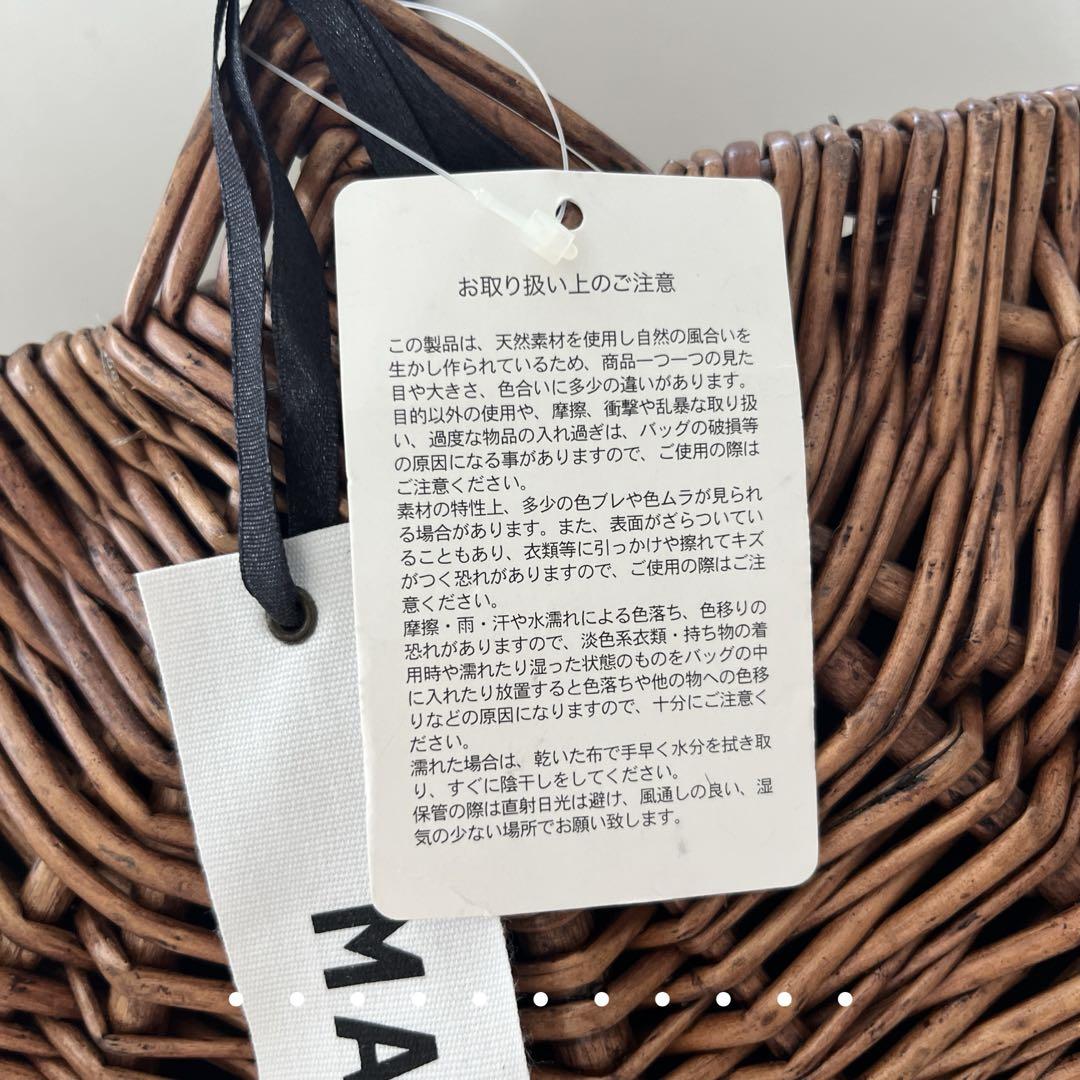 お取り扱い上のご注意
この製品は、天然素材を使用し自然の風合いを
生かし作られているため、商品一つ一つの見た
目や大きさ、色合いに多少の違いがあります。
目的以外の使用や、摩擦、衝撃や乱暴な取り扱
い、過度な物品の入れ過ぎは、バッグの破損等
の原因になる事がありますので、ご使用の際は
ご注意ください。
素材の特性上、多少の色ブレや色ムラが見られ
る場合があります。また、表面がざらついてい
ることもあり、衣類等に引っかけや擦れてキズ
がつく恐れがありますので、ご使用の際はご注
意ください。
摩擦・雨・汗や水濡れによる色落ち、色移りの
恐れがありますので、淡色系衣類・持ち物の着
用時や濡れたり湿った状態のものをバッグの中
に入れたり放置すると色落ちや他の物への色移
りなどの原因になりますので、十分にご注意く
ださい。
濡れた場合は、乾いた布で手早く水分を拭き取
り、すぐに陰干しをしてください。
保管の際は直射日光は避け、風通しの良い、湿
気の少ない場所でお願い致します。
MA